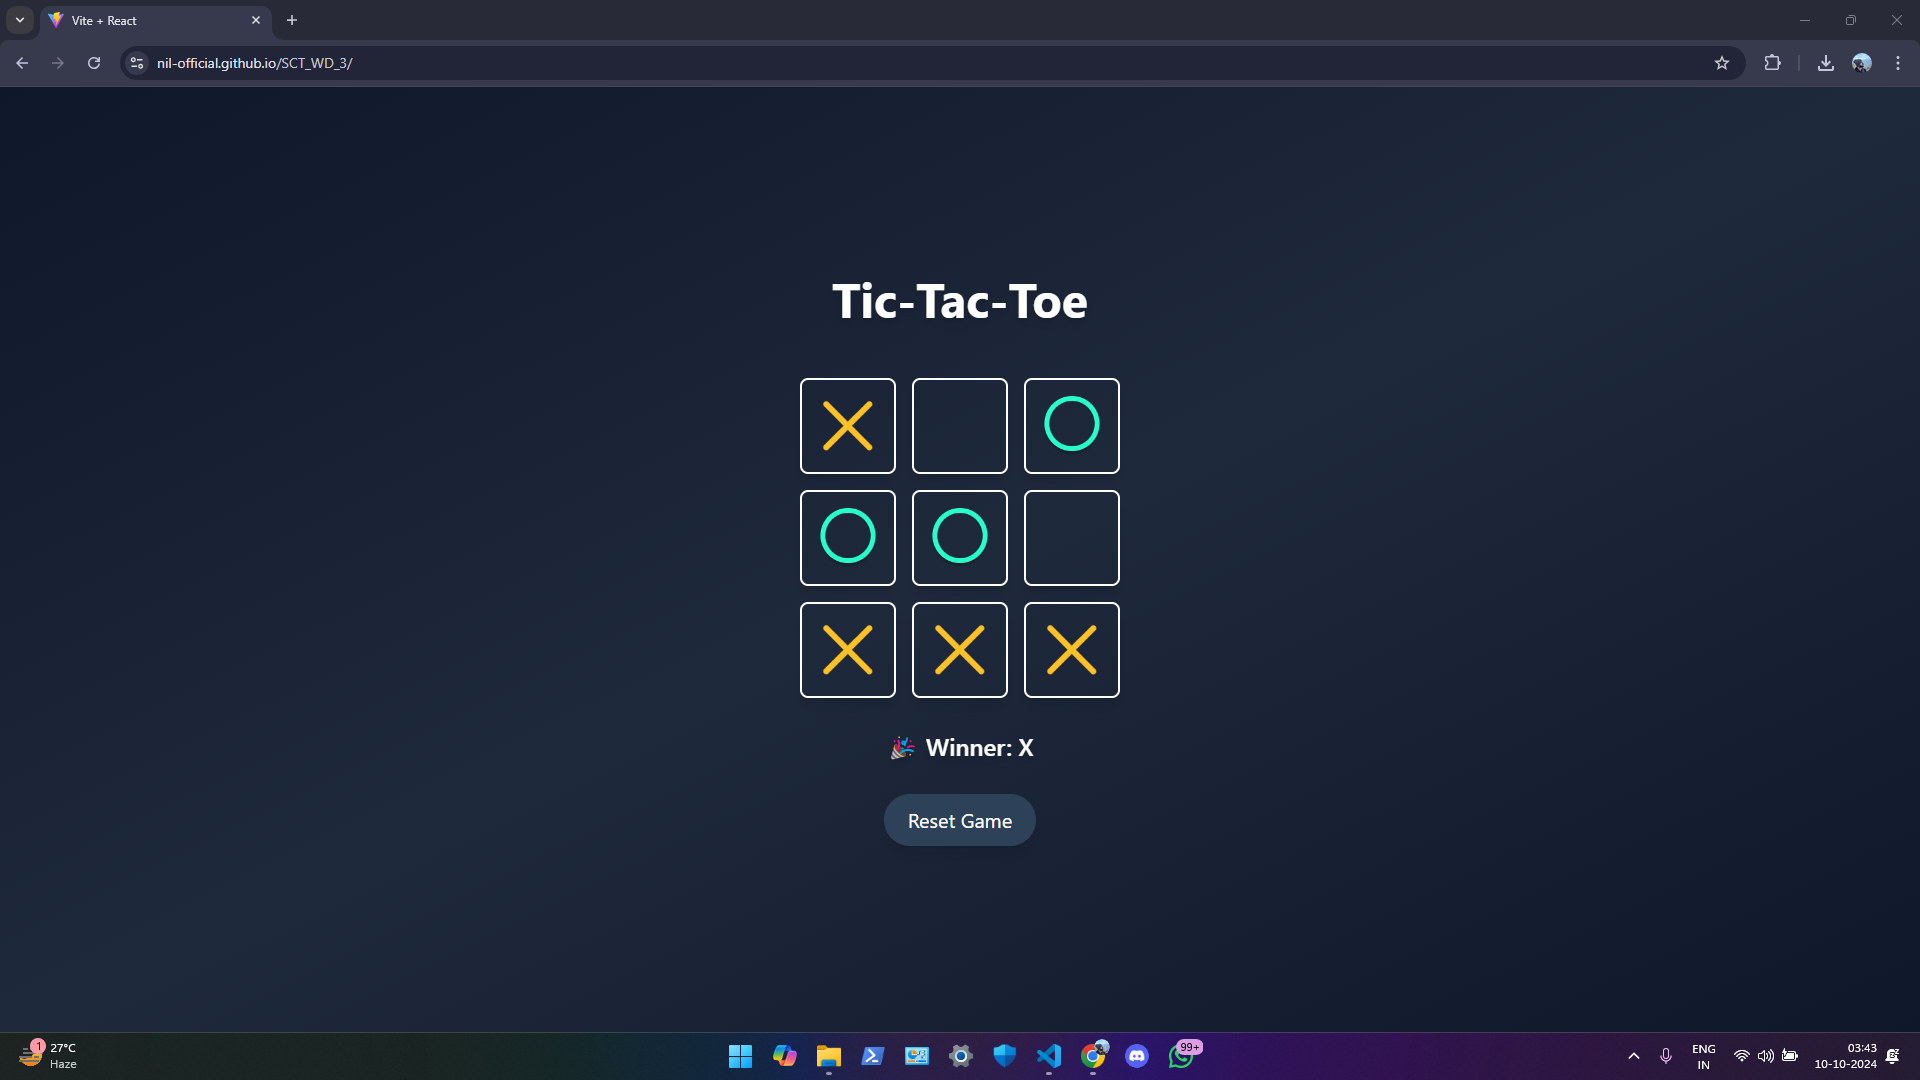 Vite + React
nil-official.github.io/SCT_WD_3/
Tic-Tac-Toe
X O
O O
X X X
🎉 Winner: X
Reset Game
1
27°C
Haze
99+
ENG
IN
03:43
10-10-2024